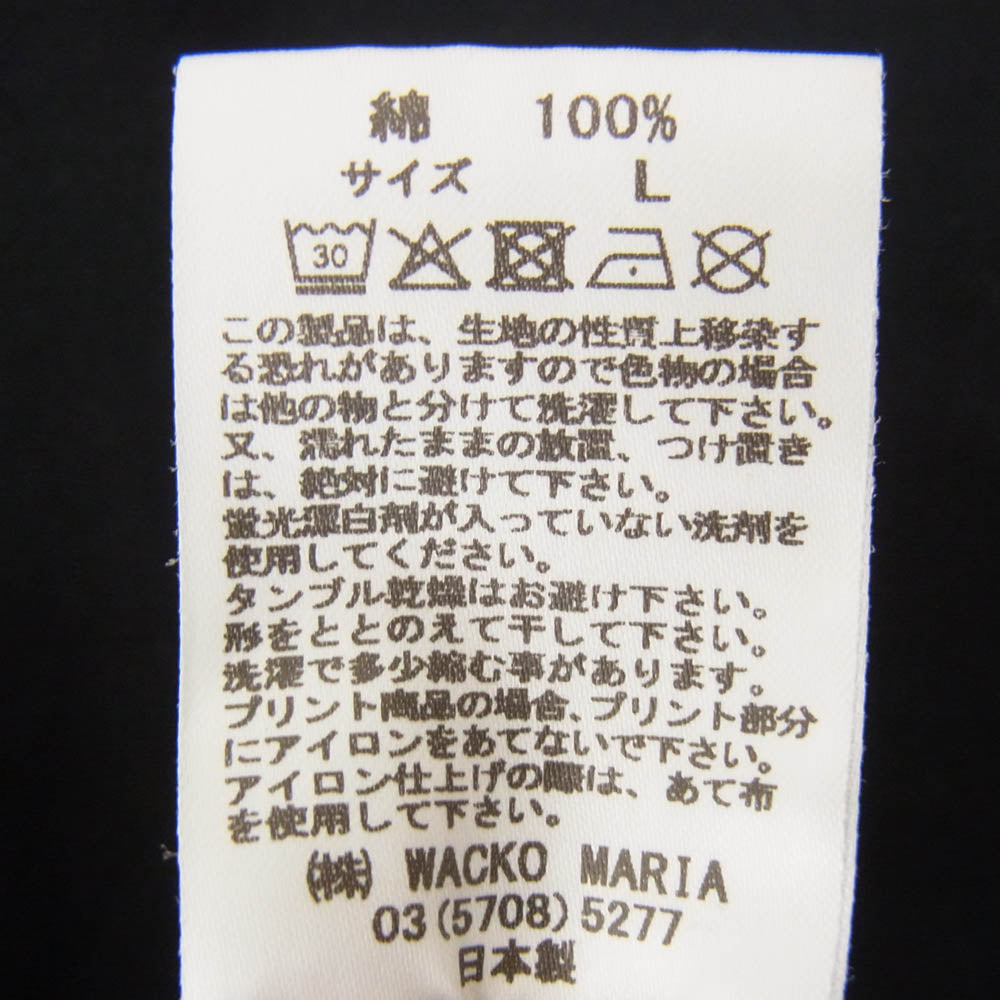 綿 100%
サイズ L
30
この製品は、生地の性質上移染す
る恐れがありますので色物の場合
は他の物と分けて洗濯して下さい。
又、濡れたままの放置、つけ置き
は、絶対に避けて下さい。
蛍光漂白剤が入っていない洗剤を
使用してください。
タンブル乾燥はお避け下さい。
形をととのえて干して下さい。
洗濯で多少縮む事があります。
プリント商品の場合、プリント部分
にアイロンをあてないで下さい。
アイロン仕上げの際は、あて布
を使用して下さい。
(株) WACKO MARIA
03(5708)5277
日本製